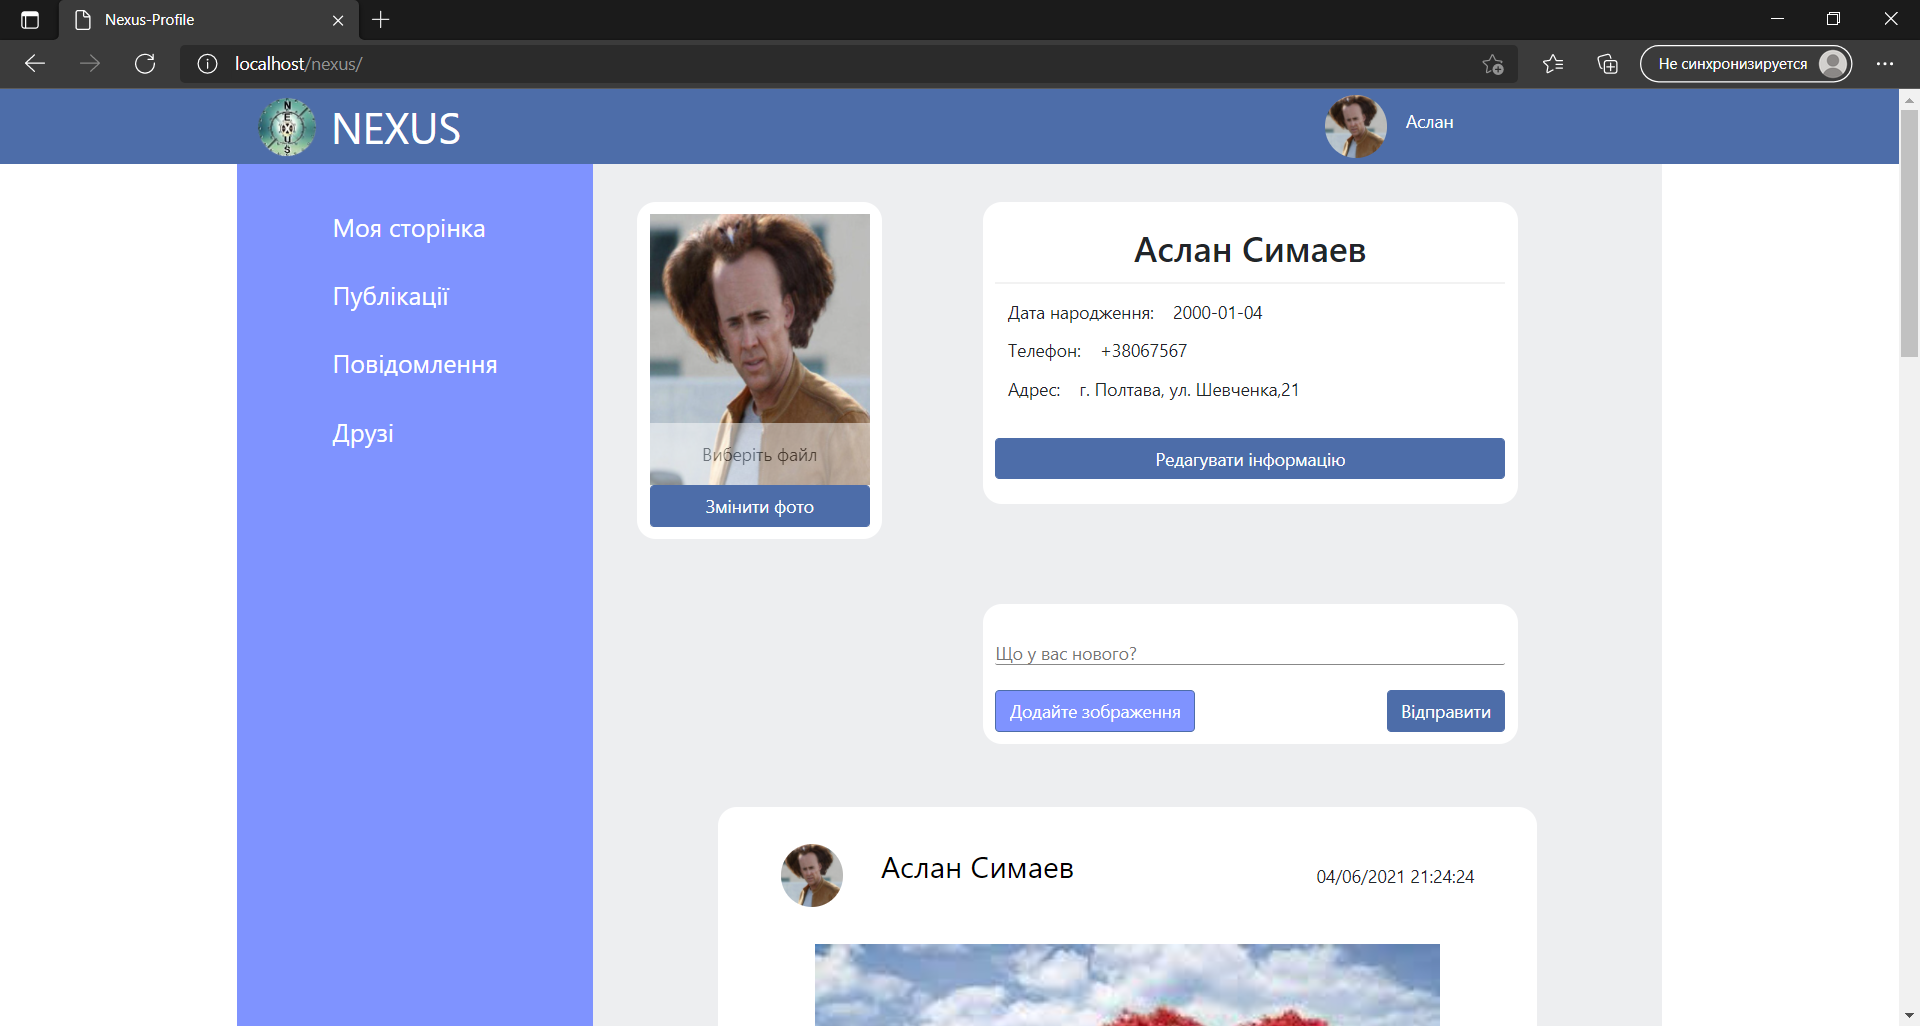 Nexus-Profile
localhost/nexus/
Не синхронизируется
NEXUS
NEXUS
Аслан
Моя сторінка
Публікації
Повідомлення
Друзі
Виберіть файл
Змінити фото
Аслан Симаев
Дата народження: 2000-01-04
Телефон: +38067567
Адрес: г. Полтава, ул. Шевченка,21
Редагувати інформацію
Що у вас нового?
Додайте зображення
Відправити
Аслан Симаев
04/06/2021 21:24:24